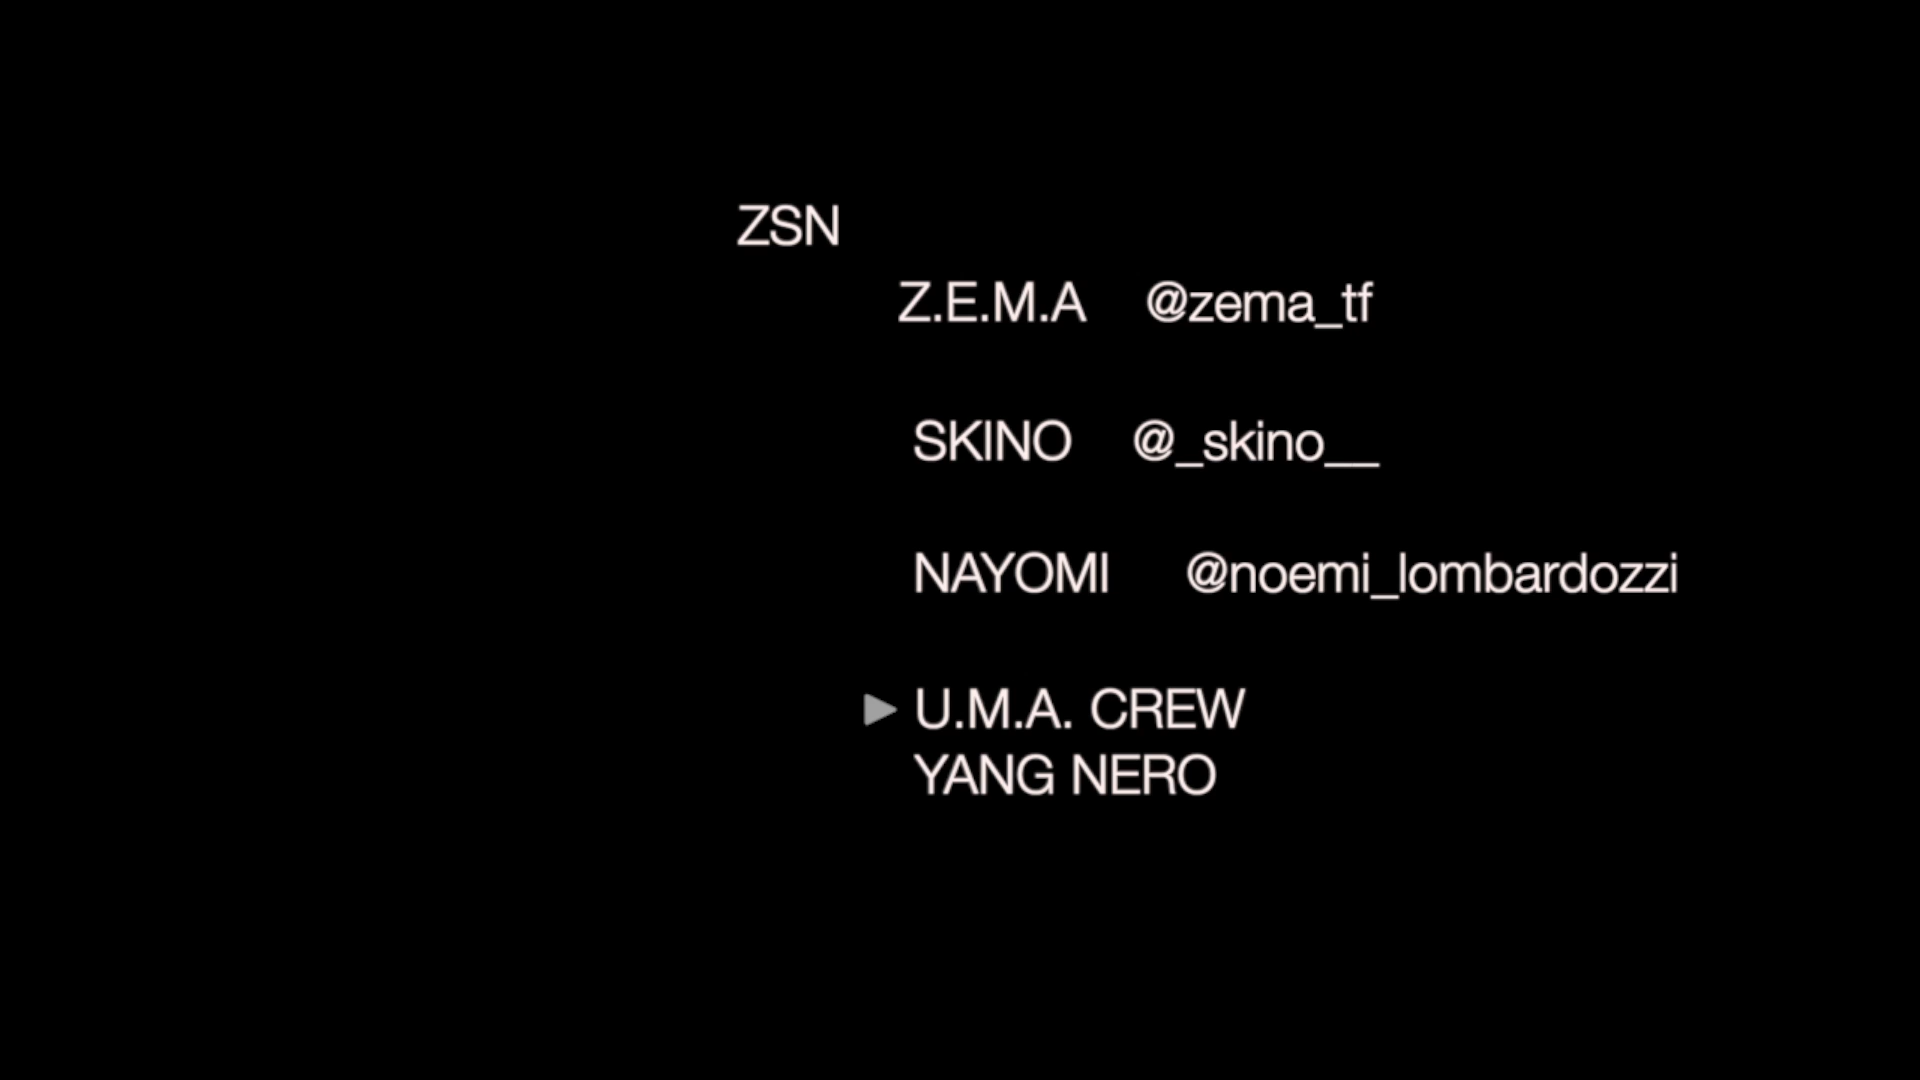 ZSN
Z.E.M.A @zema_tf
SKINO @_skino__
NAYOMI @noemi_lombardozzi
U.M.A. CREW
YANG NERO